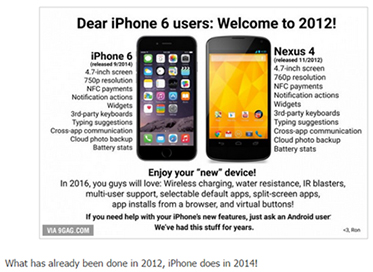 Dear iPhone 6 users: Welcome to 2012!
iPhone 6
(released 9/2014)
4.7-inch screen
750p resolution
NFC payments
Notification actions
Widgets
3rd-party keyboards
Typing suggestions
Cross-app communication
Cloud photo backup
Battery stats
Nexus 4
(released 11/2012)
4.7-inch screen
760p resolution
NFC payments
Notification actions
Widgets
3rd-party keyboards
Typing suggestions
Cross-app communication
Cloud photo backup
Battery stats
Enjoy your "new" device!
In 2016, you guys will love: Wireless charging, water resistance, IR blasters,
multi-user support, selectable default apps, split-screen apps,
app installs from a browser, and virtual buttons!
If you need help with your iPhone's new features, just ask an Android user
We've had this stuff for years.
VIA 9GAG.COM
<3, Ron
What has already been done in 2012, iPhone does in 2014!